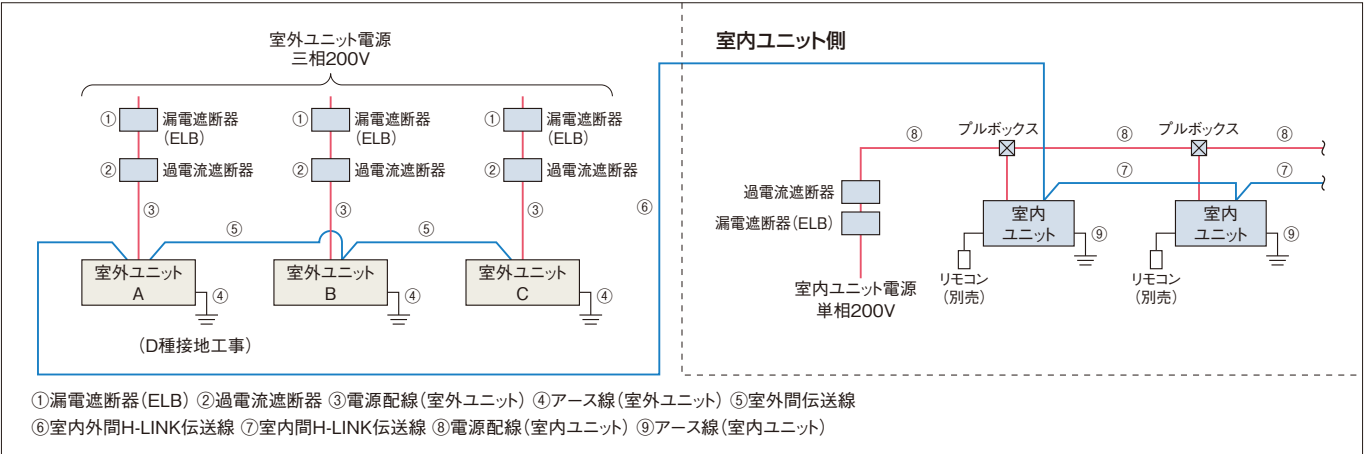 室外ユニット電源
三相200V
室内ユニット側
① 漏電遮断器
(ELB)
① 漏電遮断器
(ELB)
① 漏電遮断器
(ELB)
② 過電流遮断器
② 過電流遮断器
② 過電流遮断器
③
③
③
⑥
⑤
⑤
室外ユニット
A
室外ユニット
B
室外ユニット
C
④
④
④
(D種接地工事)
⑧
プルボックス
⑧
プルボックス
⑧
⑦
⑦
過電流遮断器
漏電遮断器(ELB)
室内ユニット電源
単相200V
室内
ユニット
室内
ユニット
⑨
⑨
リモコン
(別売)
リモコン
(別売)
①漏電遮断器(ELB) ②過電流遮断器 ③電源配線(室外ユニット) ④アース線(室外ユニット) ⑤室外間伝送線
⑥室内外間H-LINK伝送線 ⑦室内間H-LINK伝送線 ⑧電源配線(室内ユニット) ⑨アース線(室内ユニット)